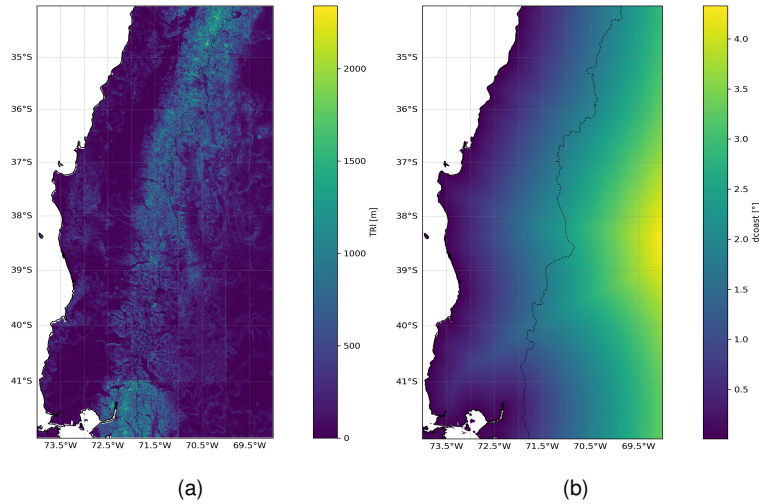 35°S
36°S
37°S
38°S
39°S
40°S
41°S
73.5°W
72.5°W
71.5°W
70.5°W
69.5°W
2000
1500
1000
500
0
TRI [m]
(a)
35°S
36°S
37°S
38°S
39°S
40°S
41°S
73.5°W
72.5°W
71.5°W
70.5°W
69.5°W
4.0
3.5
3.0
2.5
2.0
1.5
1.0
0.5
dcoast [°]
(b)